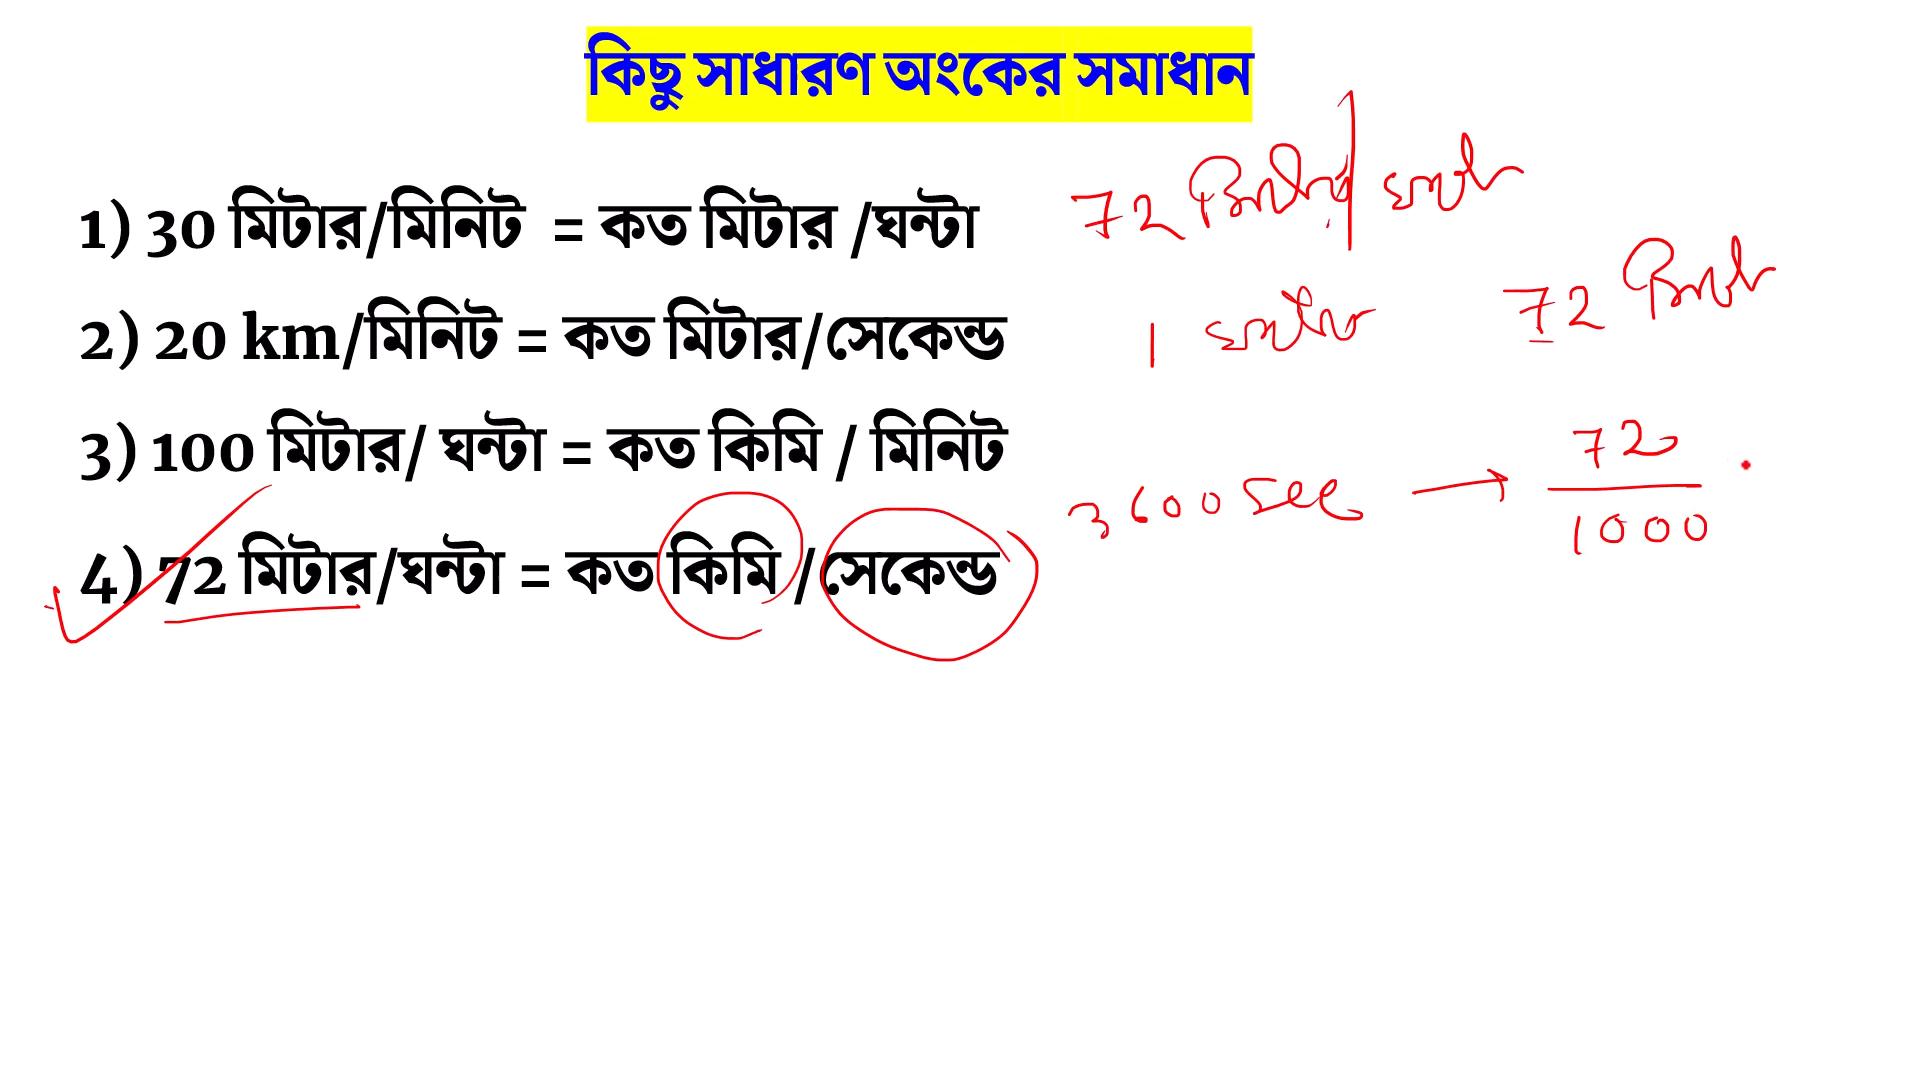 কিছু সাধারণ অংকের সমাধান
1) 30 মিটার/মিনিট = কত মিটার /ঘন্টা
2) 20 km/মিনিট = কত মিটার/সেকেন্ড
3) 100 মিটার/ ঘন্টা = কত কিমি / মিনিট
4) 72 মিটার/ঘন্টা = কত কিমি /সেকেন্ড
72 মিটার/ ঘন্টা
1 ঘন্টায় 72 মিটার
3600 sec → 72
1000